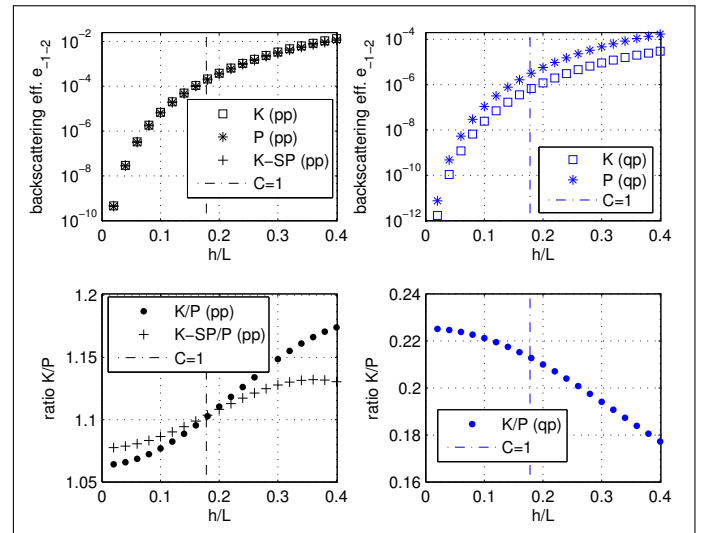 backscattering eff. e₋₁₋₂
10⁻²
10⁻⁴
10⁻⁶
10⁻⁸
10⁻¹⁰
K (pp)
P (pp)
K−SP (pp)
C=1
0 0.1 0.2 0.3 0.4
h/L
backscattering eff. e₋₁₋₂
10⁻⁴
10⁻⁶
10⁻⁸
10⁻¹⁰
10⁻¹²
K (qp)
P (qp)
C=1
0 0.1 0.2 0.3 0.4
h/L
ratio K/P
1.2
1.15
1.1
1.05
K/P (pp)
K−SP/P (pp)
C=1
0 0.1 0.2 0.3 0.4
h/L
ratio K/P
0.24
0.22
0.2
0.18
0.16
K/P (qp)
C=1
0 0.1 0.2 0.3 0.4
h/L